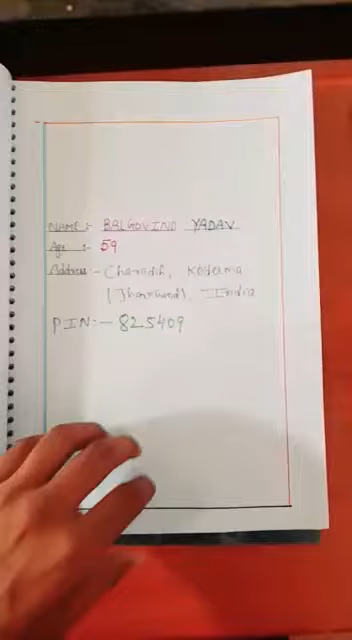 NAME:- BALGOVIND YADAV
Age :- 59
Address - Charadih, Koderma
(Jharkhand), India
PIN:- 825409